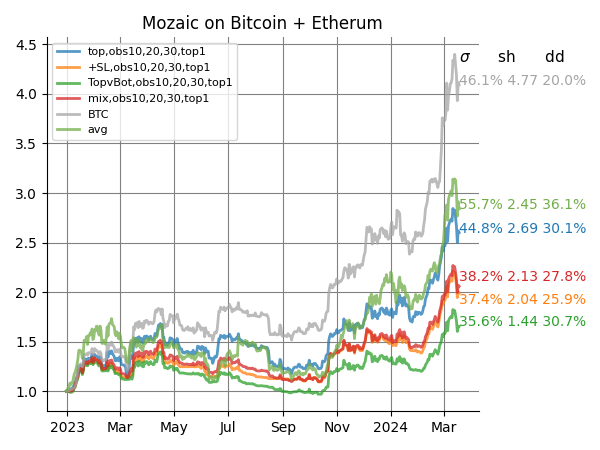 Mozaic on Bitcoin + Etherum
4.5
4.0
3.5
3.0
2.5
2.0
1.5
1.0
top,obs10,20,30,top1
+SL,obs10,20,30,top1
TopvBot,obs10,20,30,top1
mix,obs10,20,30,top1
BTC
avg
σ sh dd
46.1% 4.77 20.0%
55.7% 2.45 36.1%
44.8% 2.69 30.1%
38.2% 2.13 27.8%
37.4% 2.04 25.9%
35.6% 1.44 30.7%
2023 Mar May Jul Sep Nov 2024 Mar